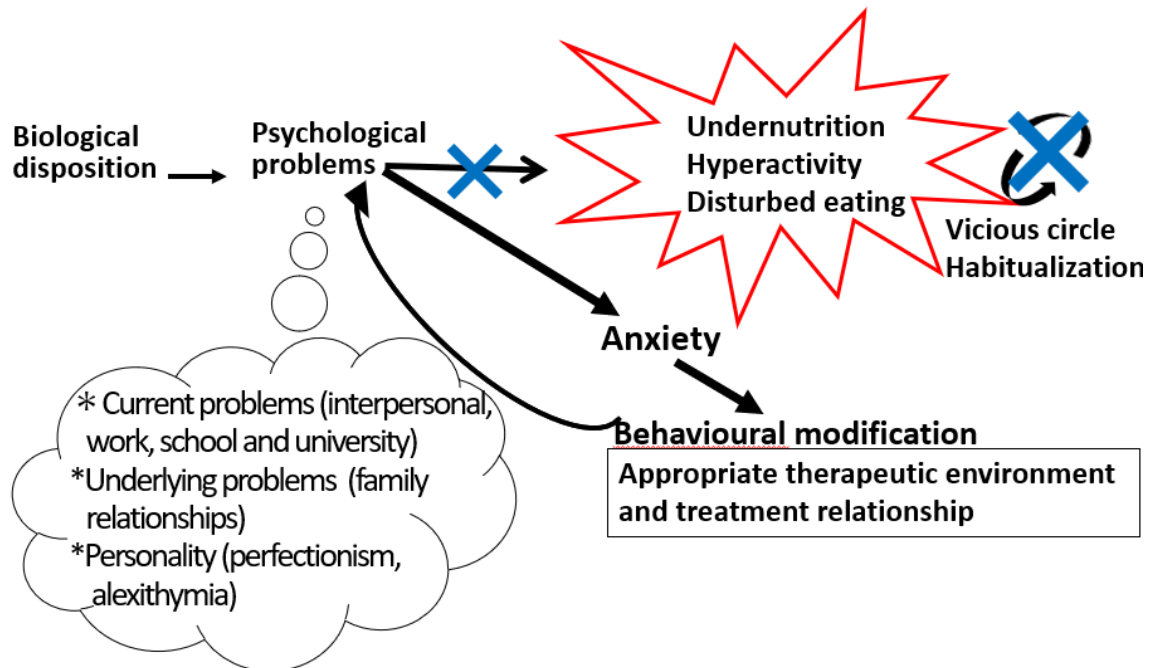 Biological
disposition
Psychological
problems
Undernutrition
Hyperactivity
Disturbed eating
Vicious circle
Habitualization
Anxiety
Behavioural modification
Appropriate therapeutic environment
and treatment relationship
* Current problems (interpersonal,
work, school and university)
*Underlying problems (family
relationships)
*Personality (perfectionism,
alexithymia)